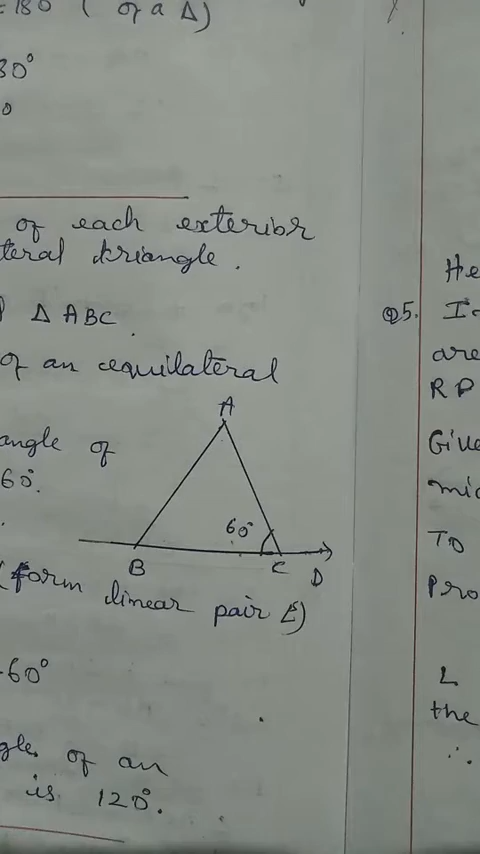 =180 ( of a Δ)
30°
of each exterior
teral triangle.
Δ ABC
of an equilateral
A
angle of
60°.
60°
B C D
(form linear pair L)
-60°
gle of an
is 120°.
He
Q5. I
are
RP
Give
mid
TO
Pro
L
the
∴